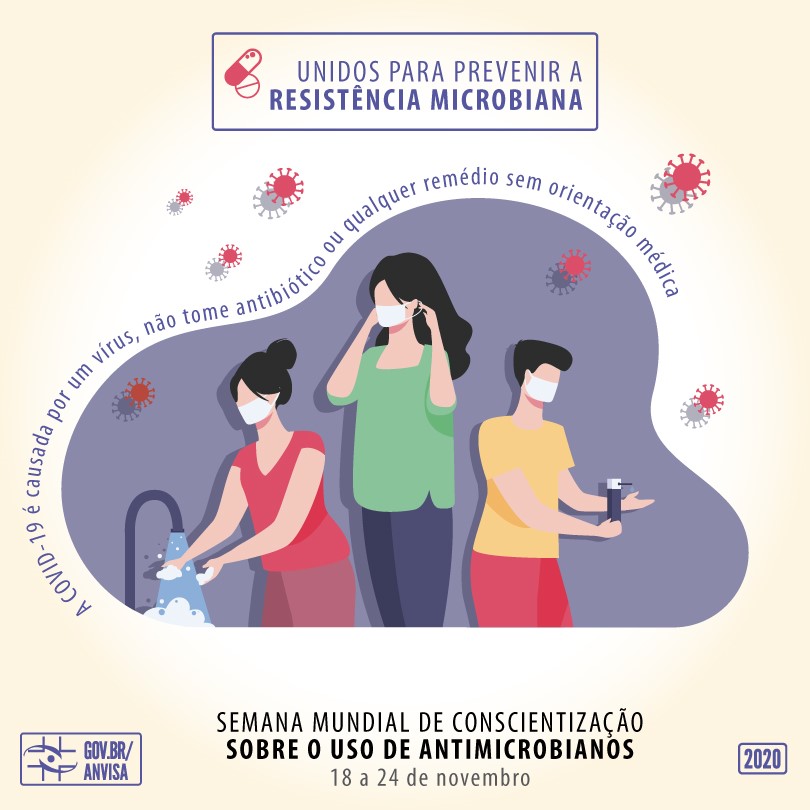 UNIDOS PARA PREVENIR A
RESISTÊNCIA MICROBIANA
A COVID-19 é causada por um vírus, não tome antibiótico ou qualquer remédio sem orientação médica
SEMANA MUNDIAL DE CONSCIENTIZAÇÃO
SOBRE O USO DE ANTIMICROBIANOS
18 a 24 de novembro
GOV.BR/
ANVISA
2020